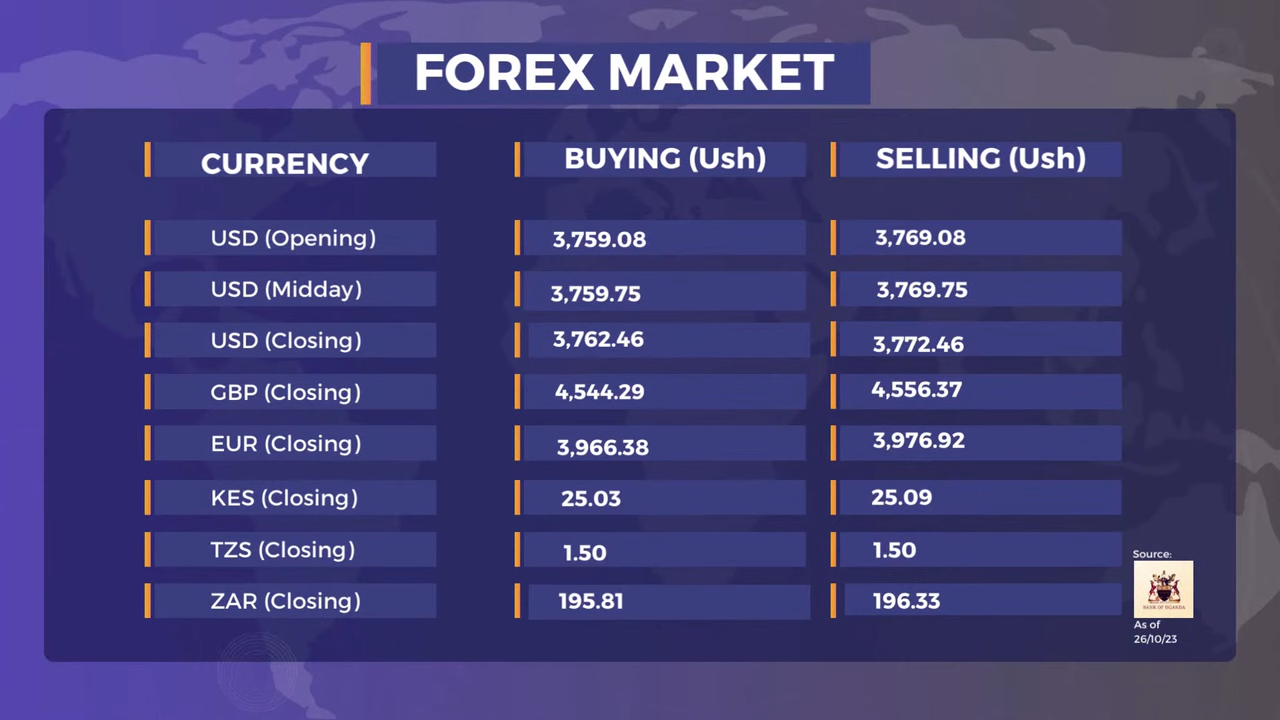 FOREX MARKET
CURRENCY BUYING (Ush) SELLING (Ush)
USD (Opening) 3,759.08 3,769.08
USD (Midday) 3,759.75 3,769.75
USD (Closing) 3,762.46 3,772.46
GBP (Closing) 4,544.29 4,556.37
EUR (Closing) 3,966.38 3,976.92
KES (Closing) 25.03 25.09
TZS (Closing) 1.50 1.50
ZAR (Closing) 195.81 196.33
Source:
BANK OF UGANDA
As of
26/10/23